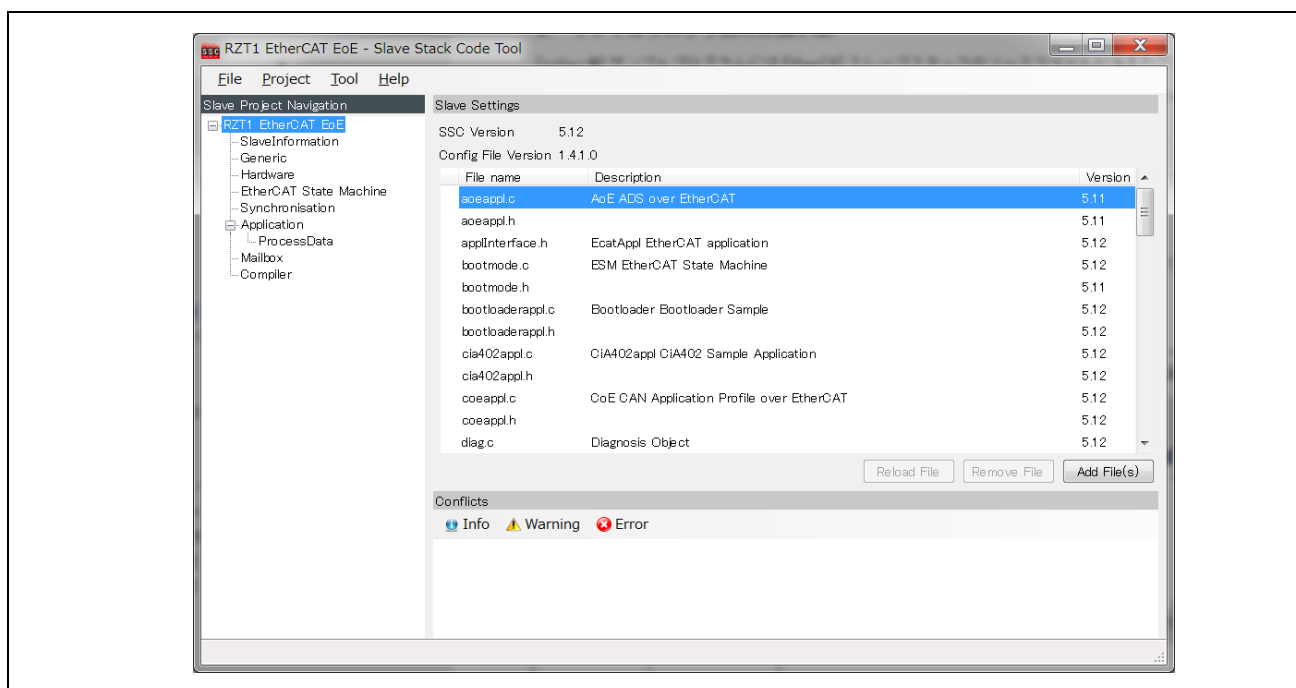 SSC RZT1 EtherCAT EoE - Slave Stack Code Tool
File Project Tool Help
Slave Project Navigation
RZT1 EtherCAT EoE
SlaveInformation
Generic
Hardware
EtherCAT State Machine
Synchronisation
Application
ProcessData
Mailbox
Compiler
Slave Settings
SSC Version 5.12
Config File Version 1.4.1.0
File name Description Version
aoeappl.c AoE ADS over EtherCAT 5.11
aoeappl.h 5.11
applInterface.h EcatAppl EtherCAT application 5.12
bootmode.c ESM EtherCAT State Machine 5.12
bootmode.h 5.11
bootloaderappl.c Bootloader Bootloader Sample 5.12
bootloaderappl.h 5.12
cia402appl.c CiA402appl CiA402 Sample Application 5.12
cia402appl.h 5.12
coeappl.c CoE CAN Application Profile over EtherCAT 5.12
coeappl.h 5.12
diag.c Diagnosis Object 5.12
Reload File Remove File Add File(s)
Conflicts
Info Warning Error